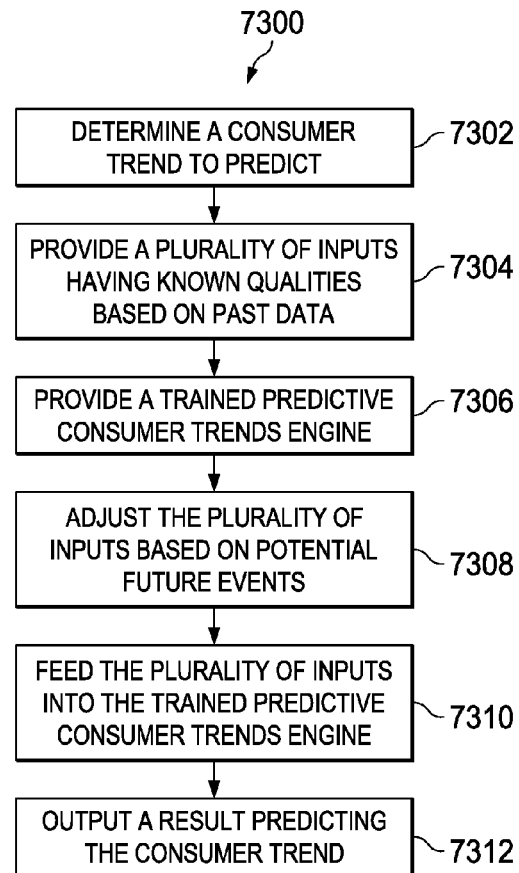 7300
DETERMINE A CONSUMER
TREND TO PREDICT
7302
PROVIDE A PLURALITY OF INPUTS
HAVING KNOWN QUALITIES
BASED ON PAST DATA
7304
PROVIDE A TRAINED PREDICTIVE
CONSUMER TRENDS ENGINE
7306
ADJUST THE PLURALITY OF
INPUTS BASED ON POTENTIAL
FUTURE EVENTS
7308
FEED THE PLURALITY OF INPUTS
INTO THE TRAINED PREDICTIVE
CONSUMER TRENDS ENGINE
7310
OUTPUT A RESULT PREDICTING
THE CONSUMER TREND
7312